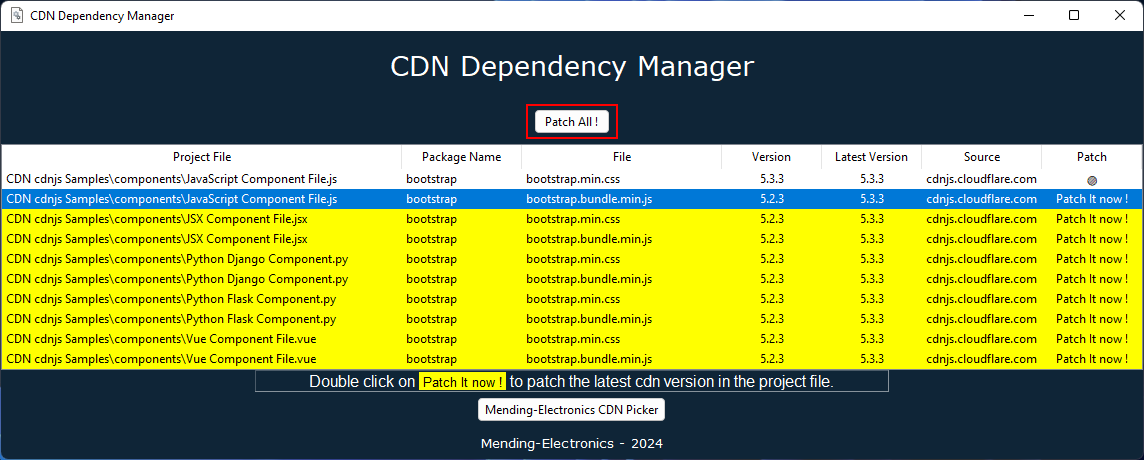 CDN Dependency Manager
CDN Dependency Manager
Patch All !
Project File Package Name File Version Latest Version Source Patch
CDN cdnjs Samples\components\JavaScript Component File.js bootstrap bootstrap.min.css 5.3.3 5.3.3 cdnjs.cloudflare.com
CDN cdnjs Samples\components\JavaScript Component File.js bootstrap bootstrap.bundle.min.js 5.2.3 5.3.3 cdnjs.cloudflare.com Patch It now !
CDN cdnjs Samples\components\JSX Component File.jsx bootstrap bootstrap.min.css 5.2.3 5.3.3 cdnjs.cloudflare.com Patch It now !
CDN cdnjs Samples\components\JSX Component File.jsx bootstrap bootstrap.bundle.min.js 5.2.3 5.3.3 cdnjs.cloudflare.com Patch It now !
CDN cdnjs Samples\components\Python Django Component.py bootstrap bootstrap.min.css 5.2.3 5.3.3 cdnjs.cloudflare.com Patch It now !
CDN cdnjs Samples\components\Python Django Component.py bootstrap bootstrap.bundle.min.js 5.2.3 5.3.3 cdnjs.cloudflare.com Patch It now !
CDN cdnjs Samples\components\Python Flask Component.py bootstrap bootstrap.min.css 5.2.3 5.3.3 cdnjs.cloudflare.com Patch It now !
CDN cdnjs Samples\components\Python Flask Component.py bootstrap bootstrap.bundle.min.js 5.2.3 5.3.3 cdnjs.cloudflare.com Patch It now !
CDN cdnjs Samples\components\Vue Component File.vue bootstrap bootstrap.min.css 5.2.3 5.3.3 cdnjs.cloudflare.com Patch It now !
CDN cdnjs Samples\components\Vue Component File.vue bootstrap bootstrap.bundle.min.js 5.2.3 5.3.3 cdnjs.cloudflare.com Patch It now !
Double click on Patch It now ! to patch the latest cdn version in the project file.
Mending-Electronics CDN Picker
Mending-Electronics - 2024